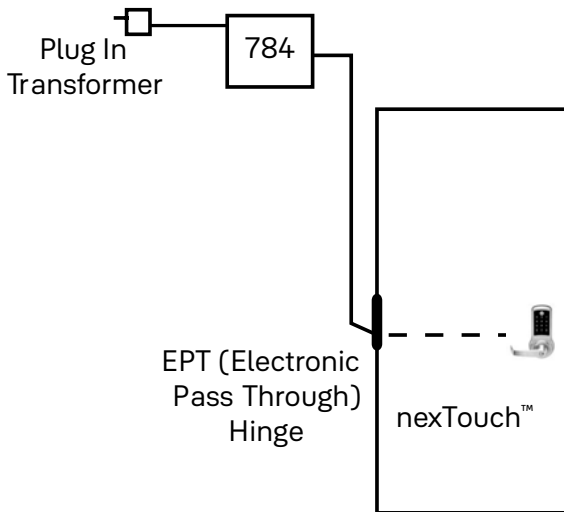 Plug In
Transformer
784
EPT (Electronic
Pass Through)
Hinge
nexTouch™